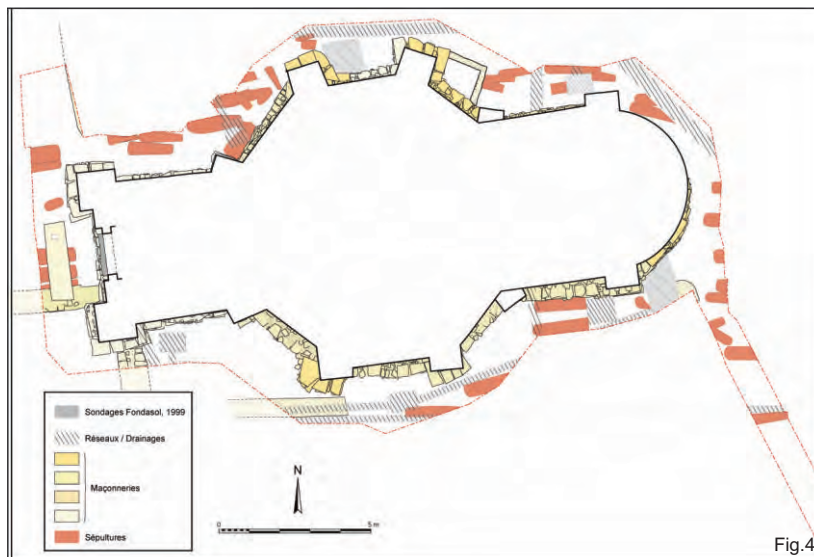 Sondages Fondasol, 1999
Réseaux / Drainages
Maçonneries
Sépultures
N
0 5 m
Fig.4